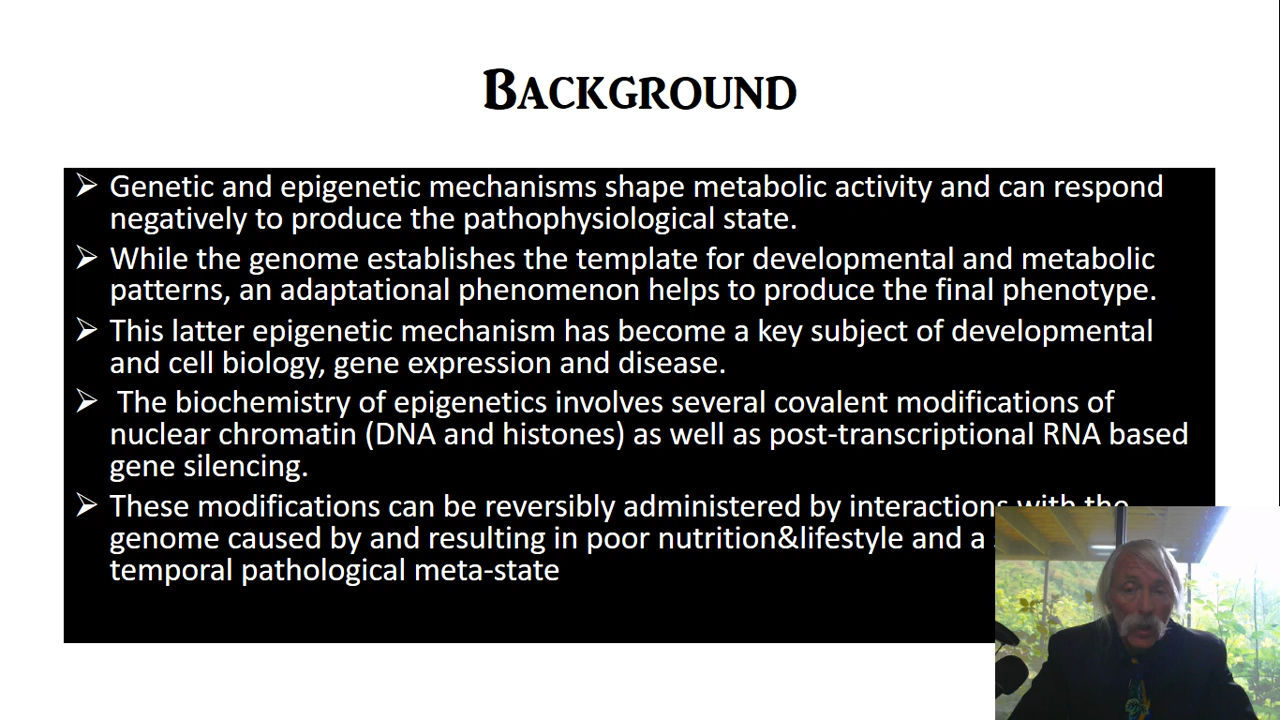 BACKGROUND
➢ Genetic and epigenetic mechanisms shape metabolic activity and can respond
negatively to produce the pathophysiological state.
➢ While the genome establishes the template for developmental and metabolic
patterns, an adaptational phenomenon helps to produce the final phenotype.
➢ This latter epigenetic mechanism has become a key subject of developmental
and cell biology, gene expression and disease.
➢ The biochemistry of epigenetics involves several covalent modifications of
nuclear chromatin (DNA and histones) as well as post-transcriptional RNA based
gene silencing.
➢ These modifications can be reversibly administered by interactions with the
genome caused by and resulting in poor nutrition&lifestyle and a
temporal pathological meta-state